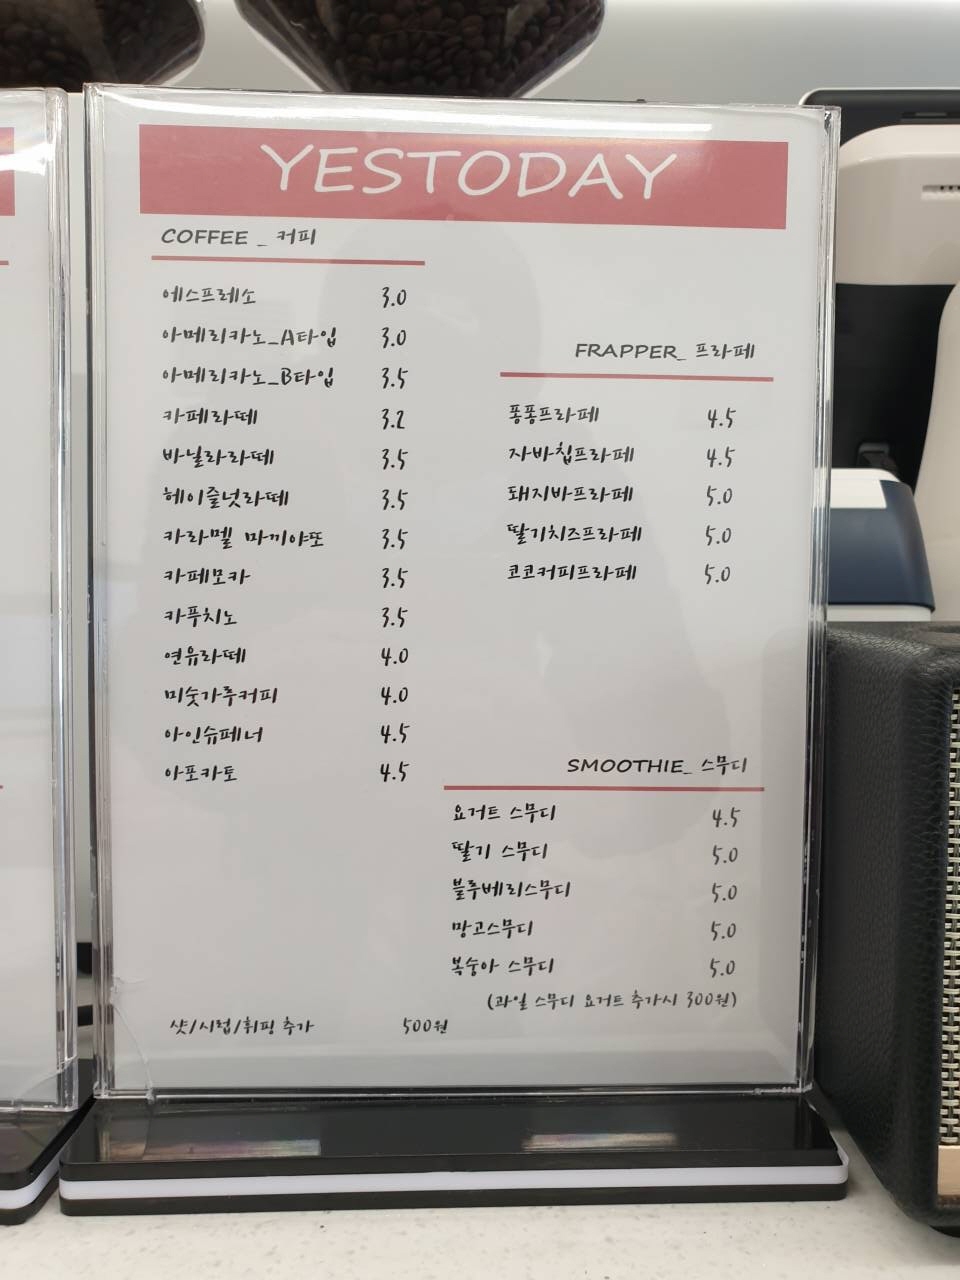 YESTODAY
COFFEE _ 커피
에스프레소 3.0
아메리카노_A타입 3.0
아메리카노_B타입 3.5
카페라떼 3.2
바닐라라떼 3.5
헤이즐넛라떼 3.5
카라멜 마끼야또 3.5
카페모카 3.5
카푸치노 3.5
연유라떼 4.0
미숫가루커피 4.0
아인슈페너 4.5
아포카토 4.5
샷/시럽/휘핑 추가 500원
FRAPPER_ 프라페
퐁퐁프라페 4.5
자바칩프라페 4.5
돼지바프라페 5.0
딸기치즈프라페 5.0
코코커피프라페 5.0
SMOOTHIE_ 스무디
요거트 스무디 4.5
딸기 스무디 5.0
블루베리스무디 5.0
망고스무디 5.0
복숭아 스무디 5.0
(과일 스무디 요거트 추가시 300원)